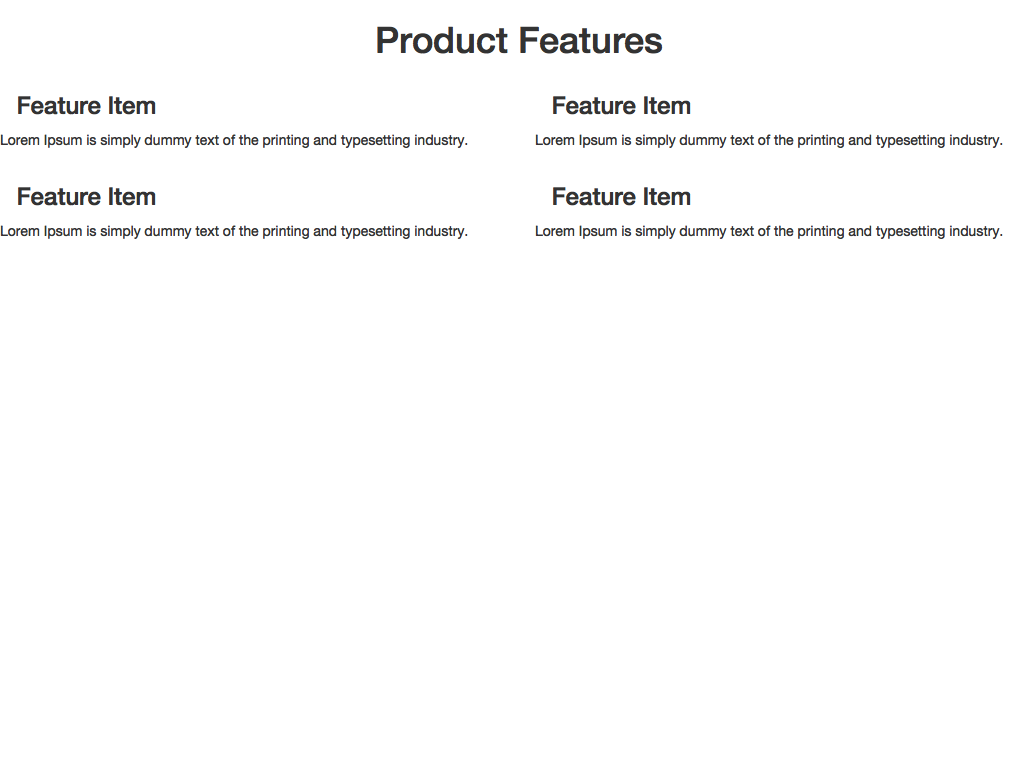 Product Features
Feature Item
Lorem Ipsum is simply dummy text of the printing and typesetting industry.
Feature Item
Lorem Ipsum is simply dummy text of the printing and typesetting industry.
Feature Item
Lorem Ipsum is simply dummy text of the printing and typesetting industry.
Feature Item
Lorem Ipsum is simply dummy text of the printing and typesetting industry.